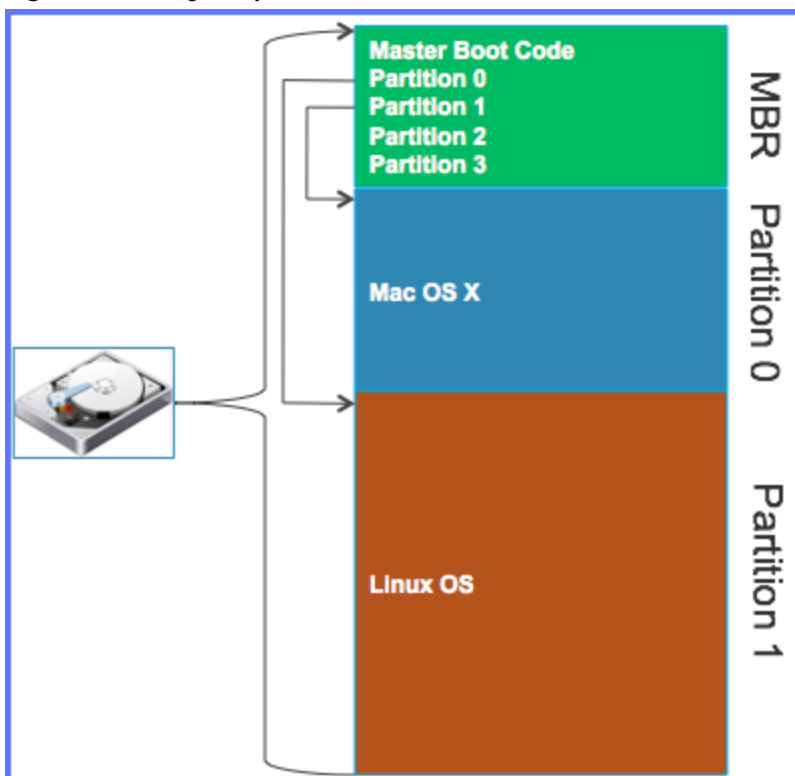 Master Boot Code
Partition 0
Partition 1
Partition 2
Partition 3
MBR
Mac OS X
Partition 0
Linux OS
Partition 1